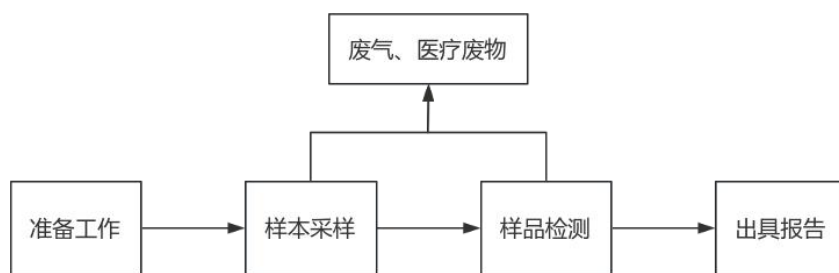 废气、医疗废物
准备工作
样本采样
样品检测
出具报告